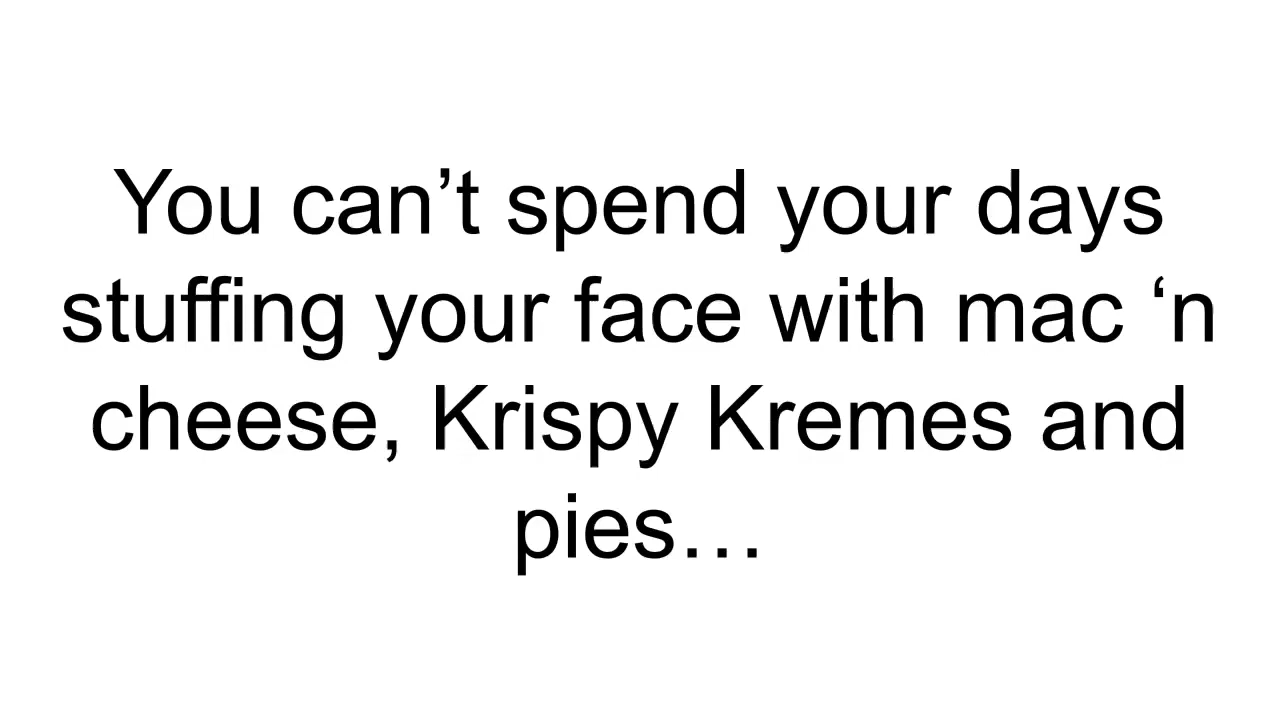 You can’t spend your days
stuffing your face with mac ‘n
cheese, Krispy Kremes and
pies…